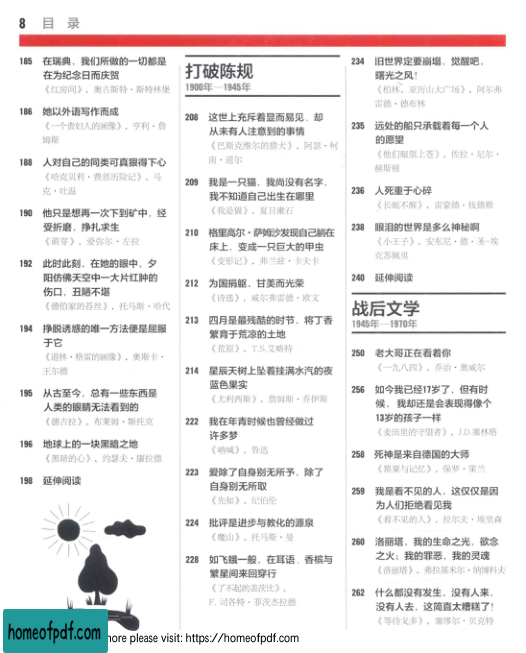 8 目 录
185 在瑞典，我们所做的一切都是
在为纪念日而庆贺
《红房间》，奥古斯特·斯特林堡
186 她以外语写作而成
《一个贵妇人的画像》，亨利·詹
姆斯
188 人对自己的同类可真狠得下心
《哈克贝利·费恩历险记》，马
克·吐温
190 他只是想再一次下到矿中，经
受折磨，挣扎求生
《萌芽》，爱弥尔·左拉
192 此时此刻，在她的眼中，夕
阳仿佛天空中一大片红肿的
伤口，丑陋不堪
《德伯家的苔丝》，托马斯·哈代
194 挣脱诱惑的唯一方法便是屈服
于它
《道林·格雷的画像》，奥斯卡·
王尔德
195 从古至今，总有一些东西是
人类的眼睛无法看到的
《德古拉》，布莱姆·斯托克
196 地球上的一块黑暗之地
《黑暗的心》，约瑟夫·康拉德
198 延伸阅读
打破陈规
1900年—1945年
208 这世上充斥着显而易见、却
从未有人注意到的事情
《巴斯克维尔的猎犬》，阿瑟·柯
南·道尔
209 我是一只猫，我尚没有名字，
我不知道自己出生在哪里
《我是猫》，夏目漱石
210 格里高尔·萨姆沙发现自己躺在
床上，变成一只巨大的甲虫
《变形记》，弗兰兹·卡夫卡
212 为国捐躯，甘美而光荣
《诗选》，威尔弗雷德·欧文
213 四月是最残酷的时节，将丁香
繁育于荒凉的土地
《荒原》，T.S.艾略特
214 星辰天树上坠着挂满水汽的夜
蓝色果实
《尤利西斯》，詹姆斯·乔伊斯
222 我在年青时候也曾经做过
许多梦
《呐喊》，鲁迅
223 爱除了自身别无所予，除了
自身别无所取
《先知》，纪伯伦
224 批评是进步与教化的源泉
《魔山》，托马斯·曼
228 如飞蛾一般，在耳语、香槟与
繁星间来回穿行
《了不起的盖茨比》，
F. 司各特·菲茨杰拉德
234 旧世界定要崩塌，觉醒吧，
曙光之风！
《柏林，亚历山大广场》，阿尔弗
雷德·德布林
235 远处的船只承载着每一个人
的愿望
《他们眼望上苍》，佐拉·尼尔·
赫斯顿
236 人死重于心碎
《长眠不醒》，雷蒙德·钱德勒
238 眼泪的世界是多么神秘啊
《小王子》，安东尼·德·圣-埃
克苏佩里
240 延伸阅读
战后文学
1945年—1970年
250 老大哥正在看着你
《一九八四》，乔治·奥威尔
256 如今我已经17岁了，但有时
候，我却还是会表现得像个
13岁的孩子一样
《麦田里的守望者》，J.D.塞林格
258 死神是来自德国的大师
《罂粟与记忆》，保罗·策兰
259 我是看不见的人，这仅仅是因
为人们拒绝看见我
《看不见的人》，拉尔夫·埃里森
260 洛丽塔，我的生命之光，欲念
之火；我的罪恶，我的灵魂
《洛丽塔》，弗拉基米尔·纳博科夫
262 什么都没有发生，没有人来，
没有人去，这简直太糟糕了！
《等待戈多》，塞缪尔·贝克特
homeofpdf.com
more please visit: https://homeofpdf.com